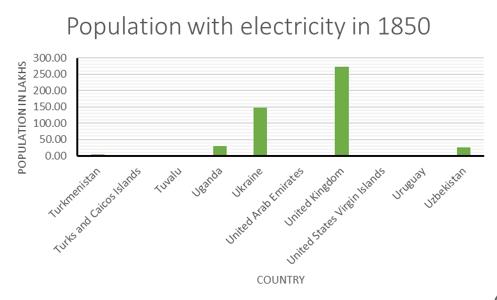 Population with electricity in 1850
POPULATION IN LAKHS
300.00
250.00
200.00
150.00
100.00
50.00
0.00
Turkmenistan
Turks and Caicos Islands
Tuvalu
Uganda
Ukraine
United Arab Emirates
United Kingdom
United States Virgin Islands
Uruguay
Uzbekistan
COUNTRY